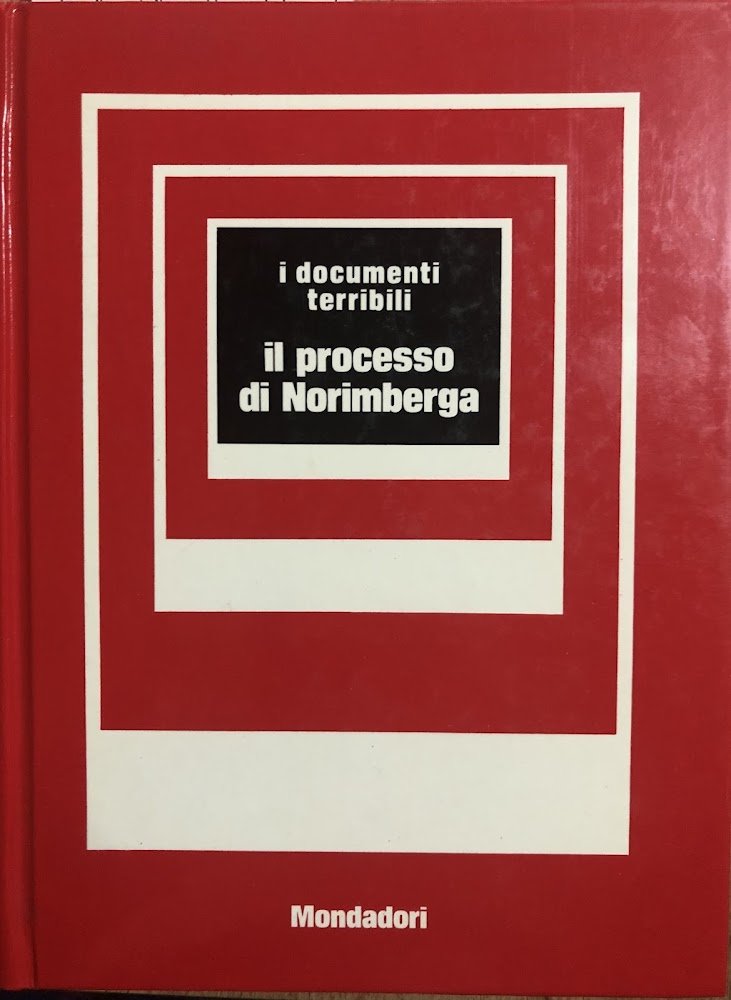 i documenti
terribili
il processo
di Norimberga
Mondadori